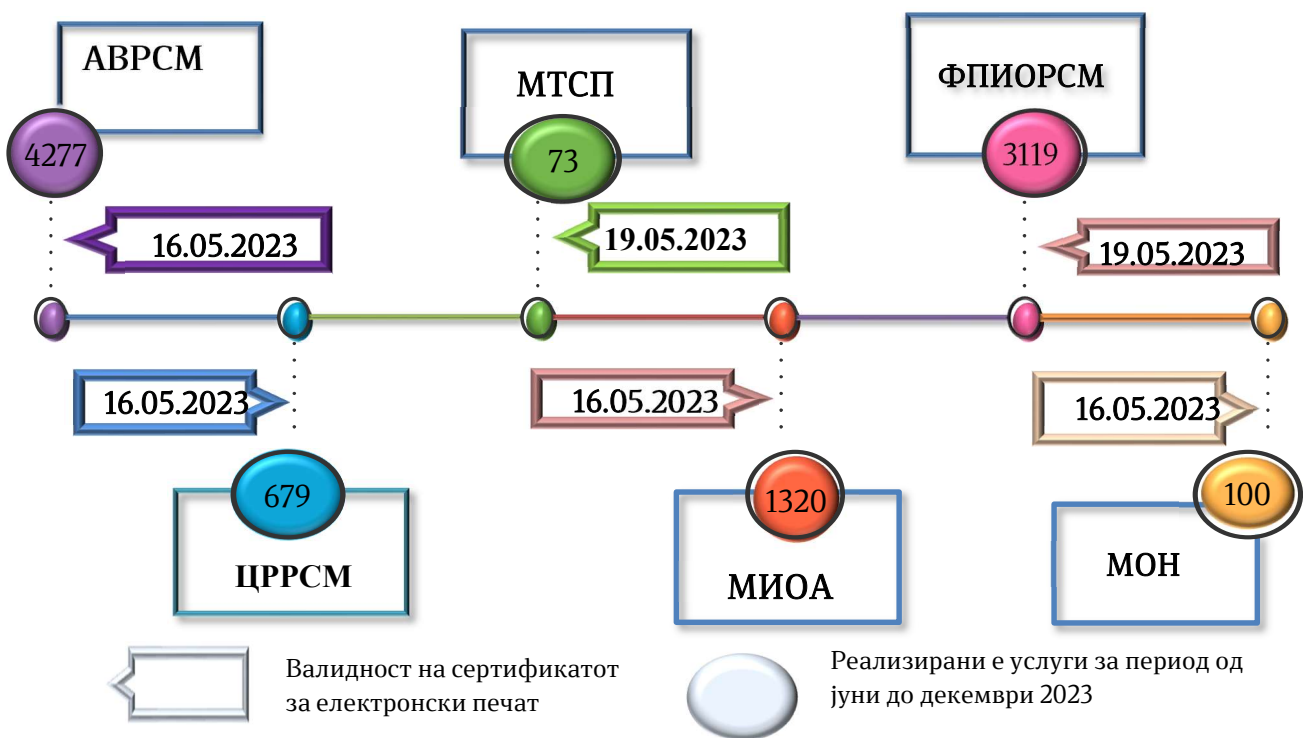 АВРСМ
4277
16.05.2023
МТСП
73
19.05.2023
ФПИОРСМ
3119
19.05.2023
16.05.2023
679
ЦРРСМ
16.05.2023
1320
МИОА
16.05.2023
100
МОН
Валидност на сертификатот
за електронски печат
Реализирани е услуги за период од
јуни до декември 2023